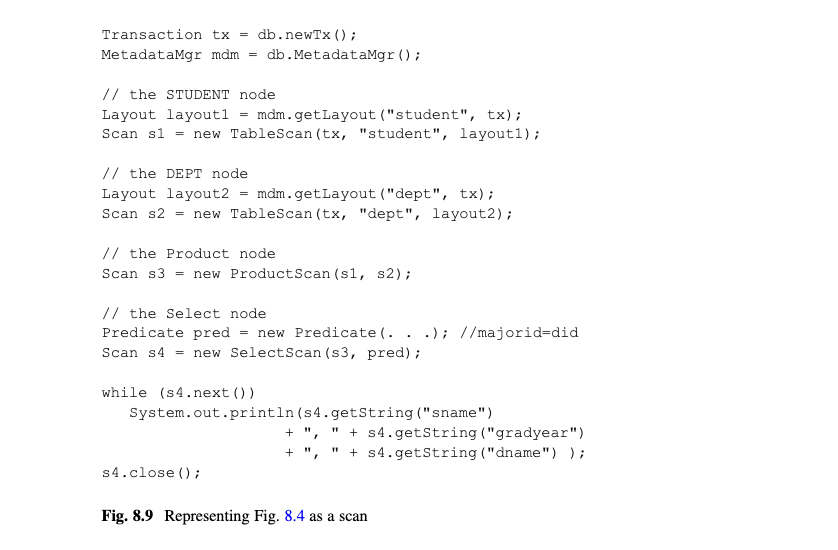 Transaction tx = db.newTx();
MetadataMgr mdm = db.MetadataMgr();
// the STUDENT node
Layout layout1 = mdm.getLayout("student", tx);
Scan s1 = new TableScan(tx, "student", layout1);
// the DEPT node
Layout layout2 = mdm.getLayout("dept", tx);
Scan s2 = new TableScan(tx, "dept", layout2);
// the Product node
Scan s3 = new ProductScan(s1, s2);
// the Select node
Predicate pred = new Predicate(. . .); //majorid=did
Scan s4 = new SelectScan(s3, pred);
while (s4.next())
System.out.println(s4.getString("sname")
+ ", " + s4.getString("gradyear")
+ ", " + s4.getString("dname") );
s4.close();
Fig. 8.9 Representing Fig. 8.4 as a scan